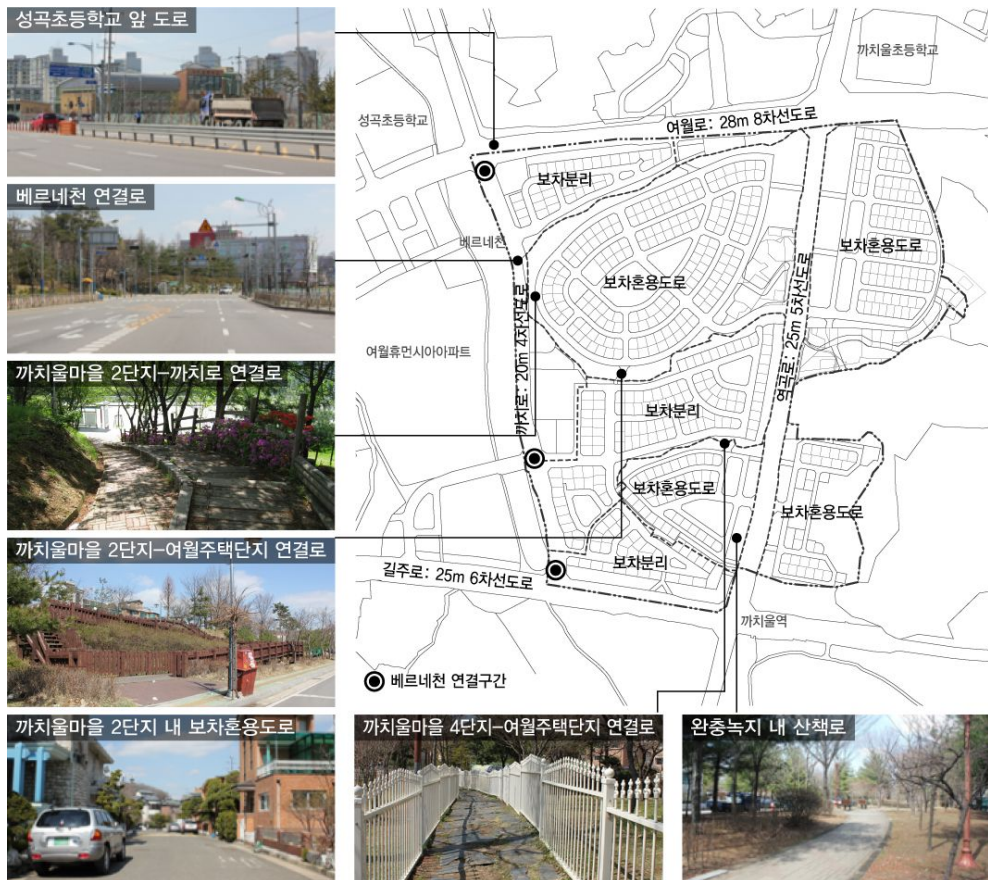 성곡초등학교 앞 도로
베르네천 연결로
까치울마을 2단지-까치로 연결로
까치울마을 2단지-여월주택단지 연결로
까치울마을 2단지 내 보차혼용도로
까치울마을 4단지-여월주택단지 연결로
완충녹지 내 산책로
까치울초등학교
성곡초등학교
여월로: 28m 8차선도로
보차분리
베르네천
보차혼용도로
보차혼용도로
여월휴먼시아아파트
까치로: 20m 4차선도로
역곡로: 25m 5차선도로
보차분리
보차혼용도로
보차혼용도로
보차분리
길주로: 25m 6차선도로
까치울역
베르네천 연결구간